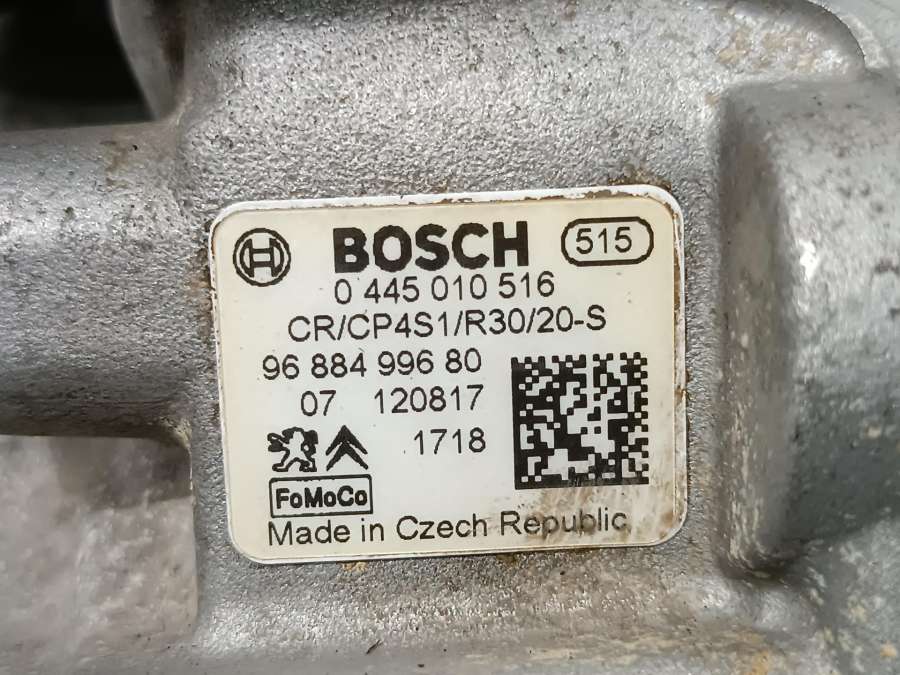 BOSCH 515
0 445 010 516
CR/CP4S1/R30/20-S
96 884 996 80
07 120817
1718
FoMoCo
Made in Czech Republic